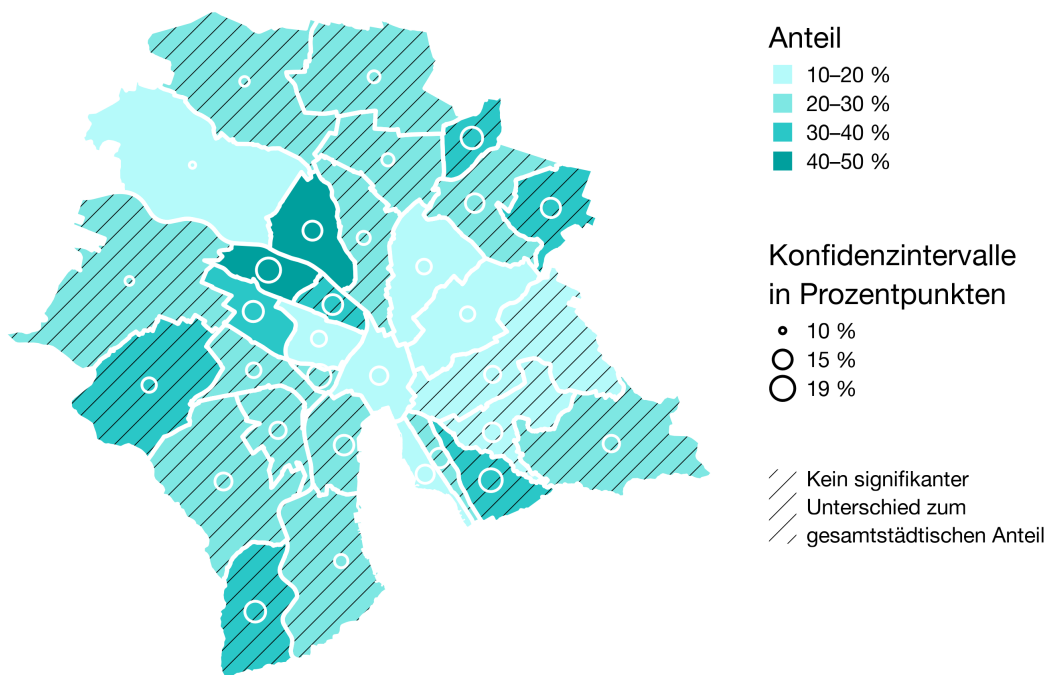 Anteil
10–20 %
20–30 %
30–40 %
40–50 %
Konfidenzintervalle
in Prozentpunkten
10 %
15 %
19 %
Kein signifikanter
Unterschied zum
gesamtstädtischen Anteil